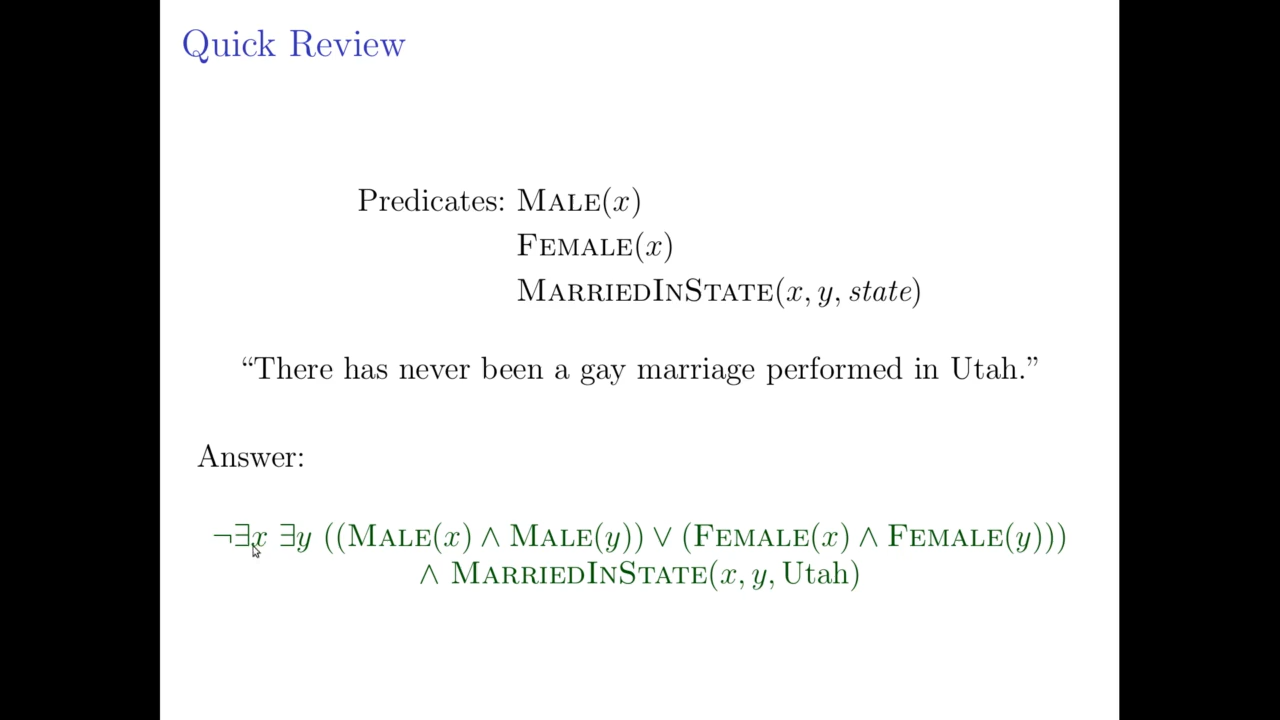 Quick Review
Predicates: MALE(x)
FEMALE(x)
MARRIEDINSTATE(x, y, state)
“There has never been a gay marriage performed in Utah.”
Answer:
¬∃x ∃y ((MALE(x) ∧ MALE(y)) ∨ (FEMALE(x) ∧ FEMALE(y)))
∧ MARRIEDINSTATE(x, y, Utah)